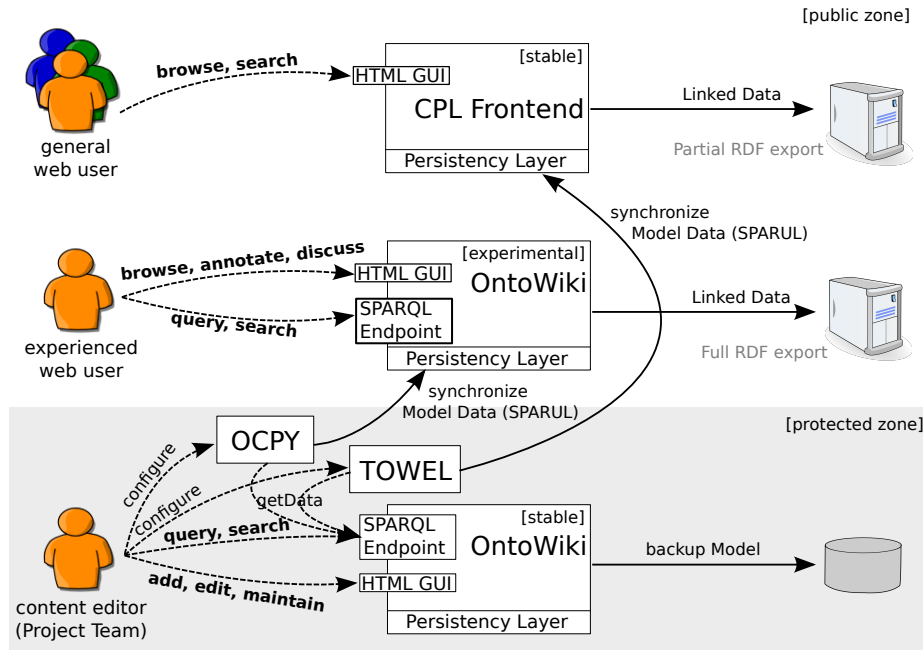 [public zone]
browse, search
[stable]
HTML GUI
CPL Frontend
Persistency Layer
Linked Data
Partial RDF export
general
web user
synchronize
Model Data (SPARUL)
browse, annotate, discuss
[experimental]
HTML GUI
OntoWiki
query, search
SPARQL
Endpoint
Persistency Layer
Linked Data
Full RDF export
experienced
web user
synchronize
Model Data (SPARUL)
[protected zone]
configure
OCPY
configure
TOWEL
getData
query, search
[stable]
SPARQL
Endpoint
OntoWiki
add, edit, maintain
HTML GUI
Persistency Layer
backup Model
content editor
(Project Team)